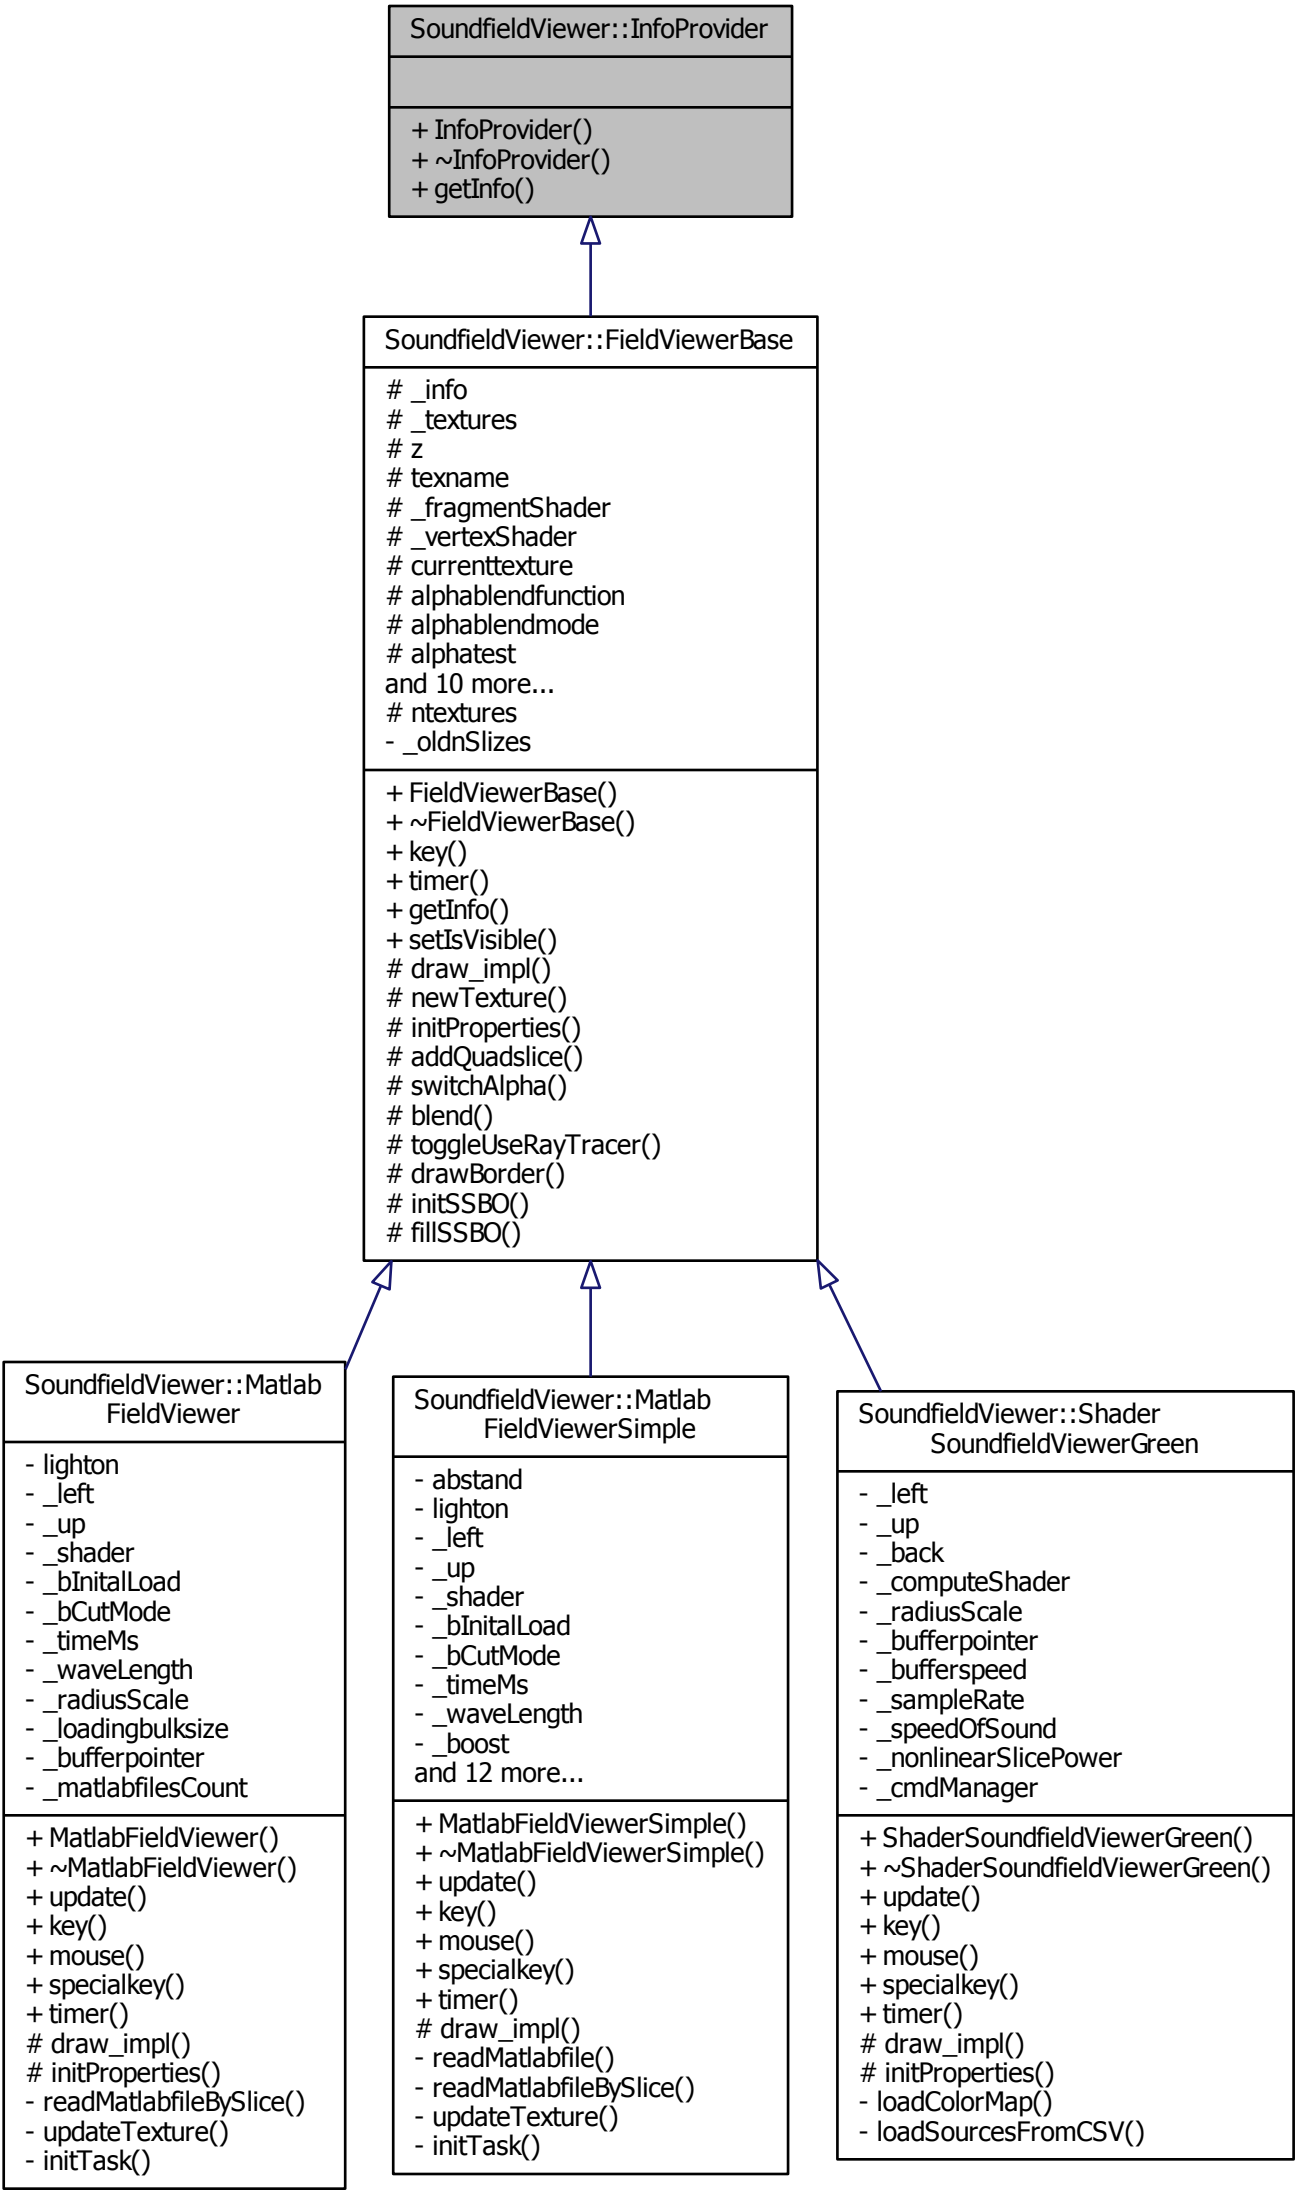 SoundfieldViewer::InfoProvider
+ InfoProvider()
+ ~InfoProvider()
+ getInfo()
SoundfieldViewer::FieldViewerBase
# _info
# _textures
# z
# texname
# _fragmentShader
# _vertexShader
# currenttexture
# alphablendfunction
# alphablendmode
# alphatest
and 10 more...
# ntextures
- _oldnSlizes
+ FieldViewerBase()
+ ~FieldViewerBase()
+ key()
+ timer()
+ getInfo()
+ setIsVisible()
# draw_impl()
# newTexture()
# initProperties()
# addQuadslice()
# switchAlpha()
# blend()
# toggleUseRayTracer()
# drawBorder()
# initSSBO()
# fillSSBO()
SoundfieldViewer::Matlab
FieldViewer
- lighton
- _left
- _up
- _shader
- _bInitalLoad
- _bCutMode
- _timeMs
- _waveLength
- _radiusScale
- _loadingbulksize
- _bufferpointer
- _matlabfilesCount
+ MatlabFieldViewer()
+ ~MatlabFieldViewer()
+ update()
+ key()
+ mouse()
+ specialkey()
+ timer()
# draw_impl()
# initProperties()
- readMatlabfileBySlice()
- updateTexture()
- initTask()
SoundfieldViewer::Matlab
FieldViewerSimple
- abstand
- lighton
- _left
- _up
- _shader
- _bInitalLoad
- _bCutMode
- _timeMs
- _waveLength
- _boost
and 12 more...
+ MatlabFieldViewerSimple()
+ ~MatlabFieldViewerSimple()
+ update()
+ key()
+ mouse()
+ specialkey()
+ timer()
# draw_impl()
- readMatlabfile()
- readMatlabfileBySlice()
- updateTexture()
- initTask()
SoundfieldViewer::Shader
SoundfieldViewerGreen
- _left
- _up
- _back
- _computeShader
- _radiusScale
- _bufferpointer
- _bufferspeed
- _sampleRate
- _speedOfSound
- _nonlinearSlicePower
- _cmdManager
+ ShaderSoundfieldViewerGreen()
+ ~ShaderSoundfieldViewerGreen()
+ update()
+ key()
+ mouse()
+ specialkey()
+ timer()
# draw_impl()
# initProperties()
- loadColorMap()
- loadSourcesFromCSV()